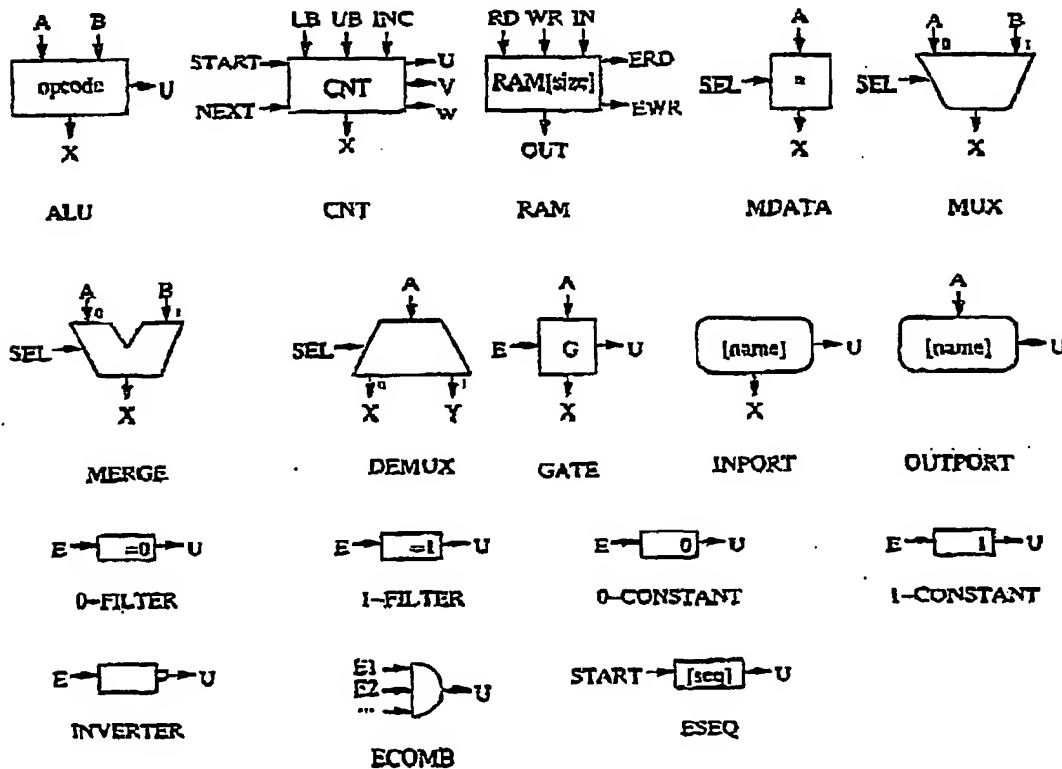 A B LB UB INC RD WR IN A A B
0 1
START U ERD
opcode U CNT V RAM[size] SEL SEL
NEXT W EWR
X X OUT X X
ALU CNT RAM MDATA MUX
A B A A A
0 1
SEL SEL E G U [name] U [name] U
0 1
X X Y X X
MERGE DEMUX GATE INPORT OUTPORT
E =0 U E =1 U E 0 U E 1 U
0-FILTER 1-FILTER 0-CONSTANT 1-CONSTANT
E U E1 E2 ... U START [seq] U
INVERTER ECOMB ESEQ